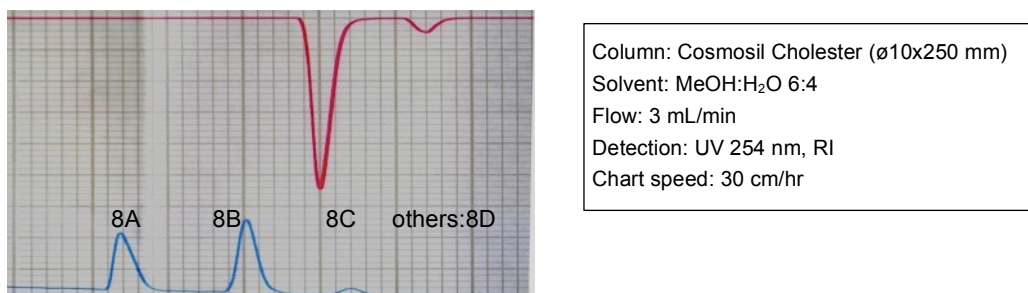 8A 8B 8C others:8D
Column: Cosmosil Cholester (ø10x250 mm)
Solvent: MeOH:H₂O 6:4
Flow: 3 mL/min
Detection: UV 254 nm, RI
Chart speed: 30 cm/hr